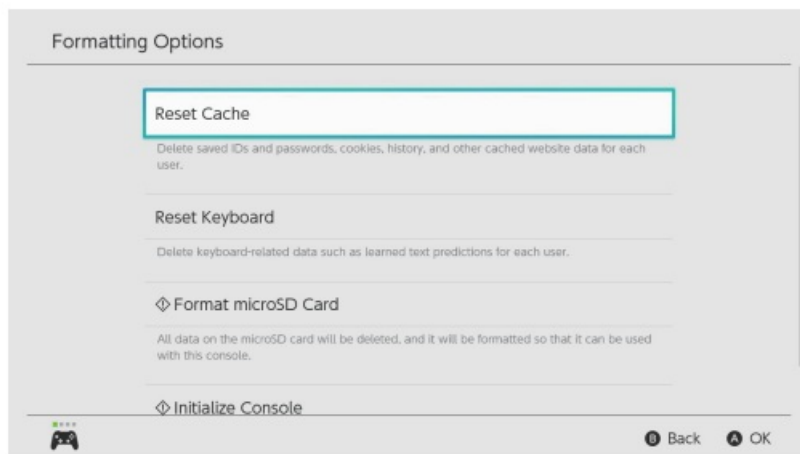 Formatting Options
Reset Cache
Delete saved IDs and passwords, cookies, history, and other cached website data for each
user.
Reset Keyboard
Delete keyboard-related data such as learned text predictions for each user.
Format microSD Card
All data on the microSD card will be deleted, and it will be formatted so that it can be used
with this console.
Initialize Console
B Back A OK